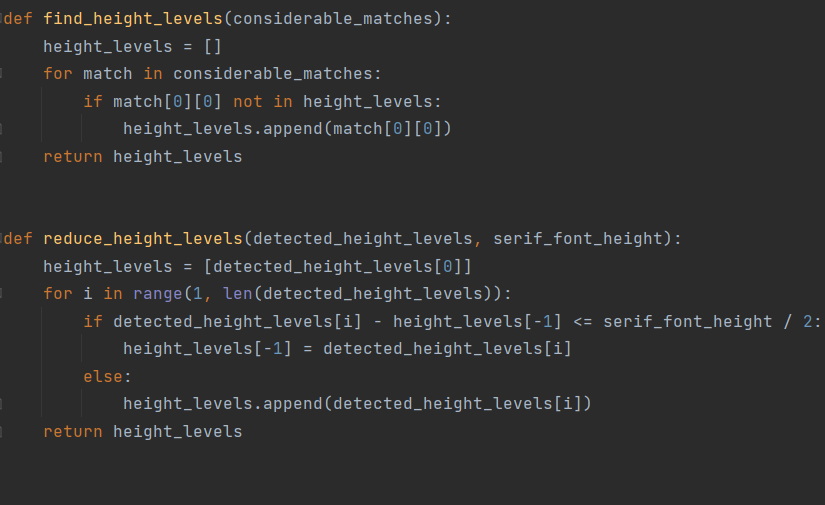 def find_height_levels(considerable_matches):
    height_levels = []
    for match in considerable_matches:
        if match[0][0] not in height_levels:
            height_levels.append(match[0][0])
    return height_levels
def reduce_height_levels(detected_height_levels, serif_font_height):
    height_levels = [detected_height_levels[0]]
    for i in range(1, len(detected_height_levels)):
        if detected_height_levels[i] - height_levels[-1] <= serif_font_height / 2:
            height_levels[-1] = detected_height_levels[i]
        else:
            height_levels.append(detected_height_levels[i])
    return height_levels